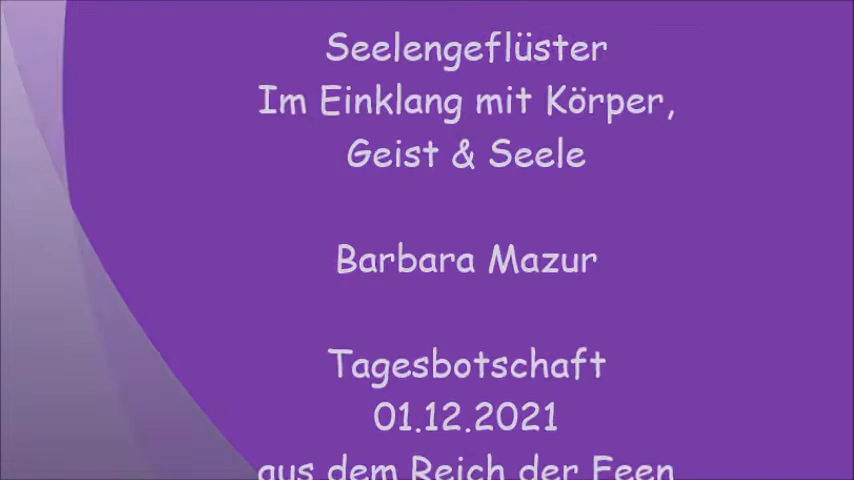 Seelengeflüster
Im Einklang mit Körper,
Geist & Seele
Barbara Mazur
Tagesbotschaft
01.12.2021
aus dem Reich der Feen